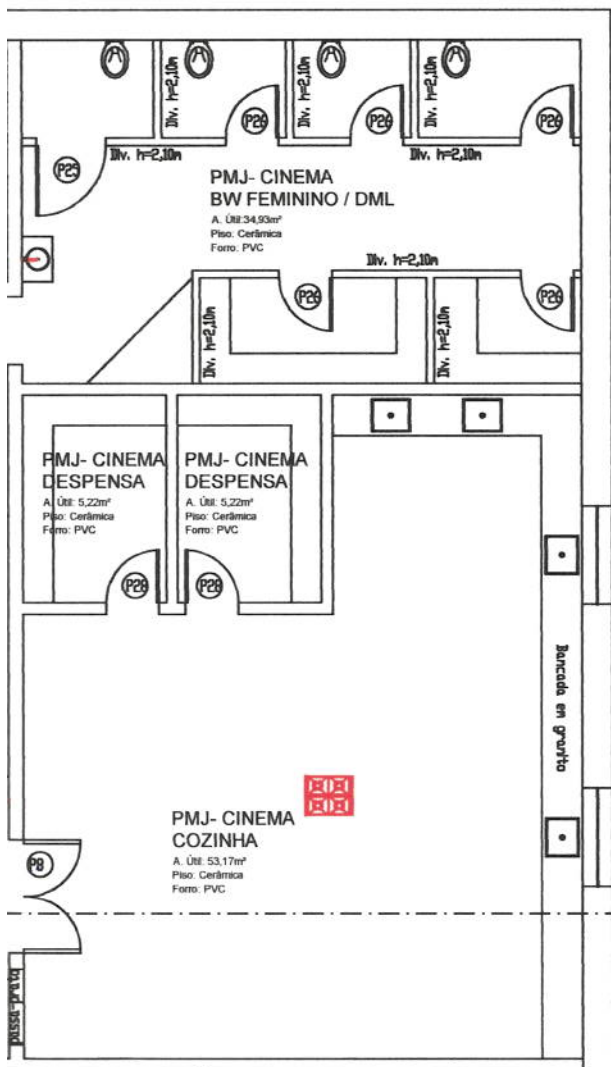 Div. h=2,10m
Div. h=2,10m
Div. h=2,10m
P26
P26
P26
Div. h=2,10m
Div. h=2,10m
P25
PMJ- CINEMA
BW FEMININO / DML
A. Útil:34,93m²
Piso: Cerâmica
Forro: PVC
Div. h=2,10m
P26
P26
Div. h=2,10m
Div. h=2,10m
PMJ- CINEMA
DESPENSA
A. Útil: 5,22m²
Piso: Cerâmica
Forro: PVC
PMJ- CINEMA
DESPENSA
A. Útil: 5,22m²
Piso: Cerâmica
Forro: PVC
P28
P28
Bancada em granito
PMJ- CINEMA
COZINHA
A. Útil: 53,17m²
Piso: Cerâmica
Forro: PVC
P8
passa-prato